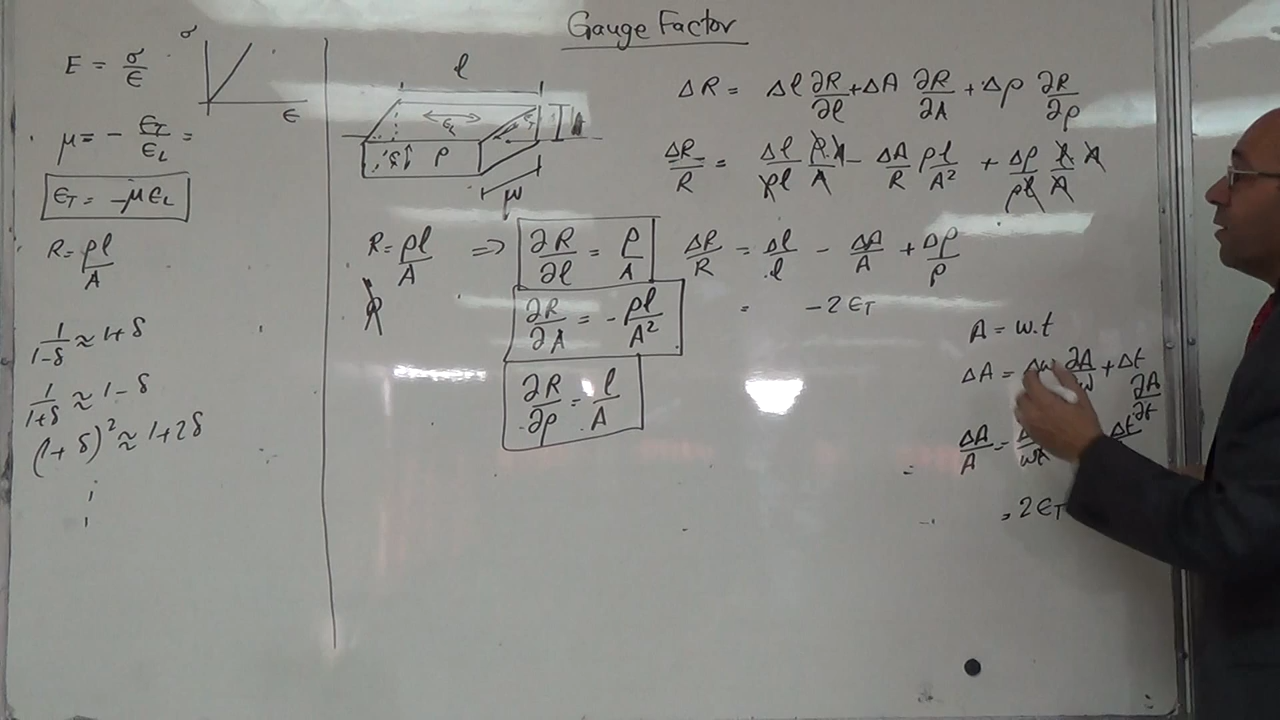 Gauge Factor
E = σ/ϵ
σ
ϵ
μ = - ϵ_T/ϵ_L =
ϵ_T = -μ ϵ_L
R = ρl/A
1/(1-δ) ≈ 1+δ
1/(1+δ) ≈ 1-δ
(1+δ)² ≈ 1+2δ
l
ϵ_L
ρ
w
R = ρl/A ⇒ ∂R/∂l = ρ/A
∂R/∂A = - ρl/A²
∂R/∂ρ = l/A
ΔR = Δl ∂R/∂l + ΔA ∂R/∂A + Δρ ∂R/∂ρ
ΔR/R = Δl/ρl ρ.A/A - ΔA/R ρl/A² + Δρ/ρl l.A/A
ΔR/R = Δl/l - ΔA/A + Δρ/ρ
= -2ϵ_T
A = w.t
ΔA = Δw ∂A/ w + Δt ∂A/∂t
ΔA/A = wt Δt
= 2ϵ_T